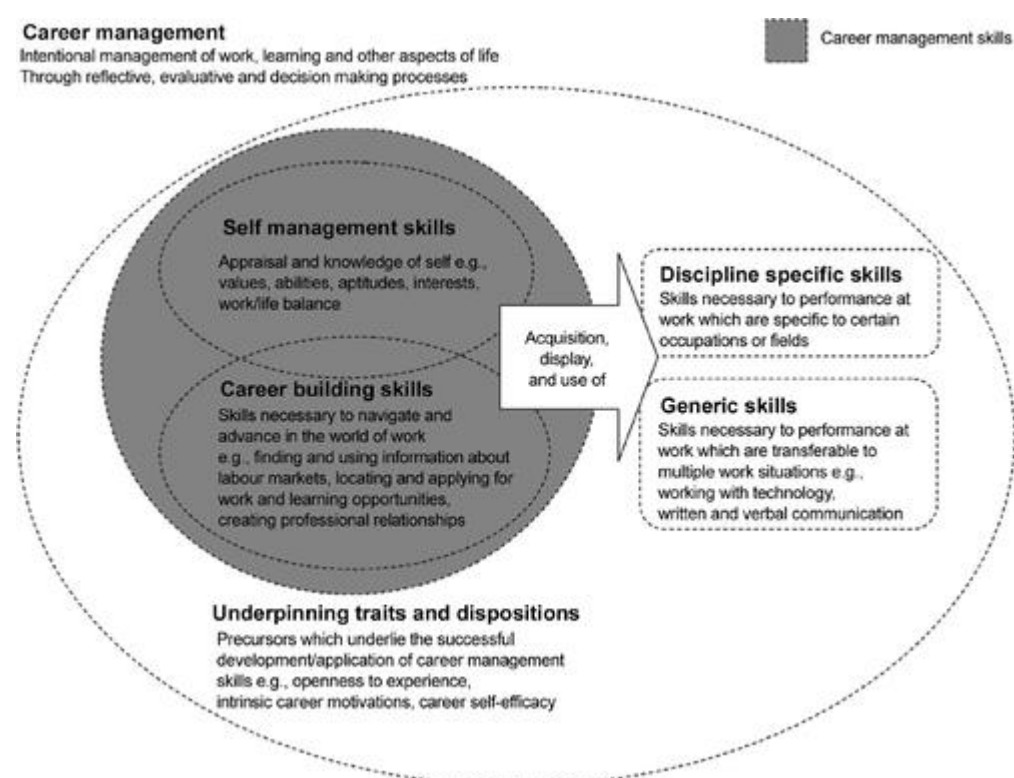 Career management
Intentional management of work, learning and other aspects of life
Through reflective, evaluative and decision making processes
Career management skills
Self management skills
Appraisal and knowledge of self e.g.,
values, abilities, aptitudes, interests,
work/life balance
Career building skills
Skills necessary to navigate and
advance in the world of work
e.g., finding and using information about
labour markets, locating and applying for
work and learning opportunities,
creating professional relationships
Acquisition,
display,
and use of
Discipline specific skills
Skills necessary to performance at
work which are specific to certain
occupations or fields
Generic skills
Skills necessary to performance at
work which are transferable to
multiple work situations e.g.,
working with technology,
written and verbal communication
Underpinning traits and dispositions
Precursors which underlie the successful
development/application of career management
skills e.g., openness to experience,
intrinsic career motivations, career self-efficacy